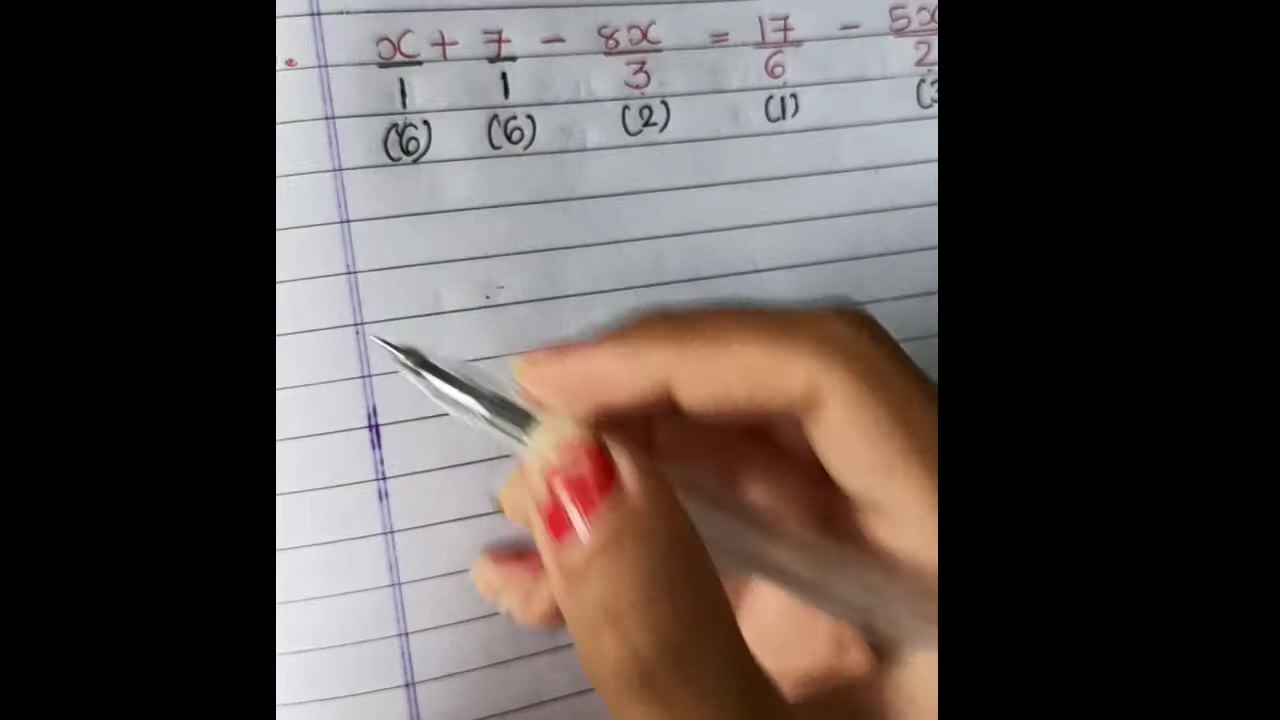 x + 7 - 8x = 17 - 5x
1 1 3 6 2
(6) (6) (2) (1)